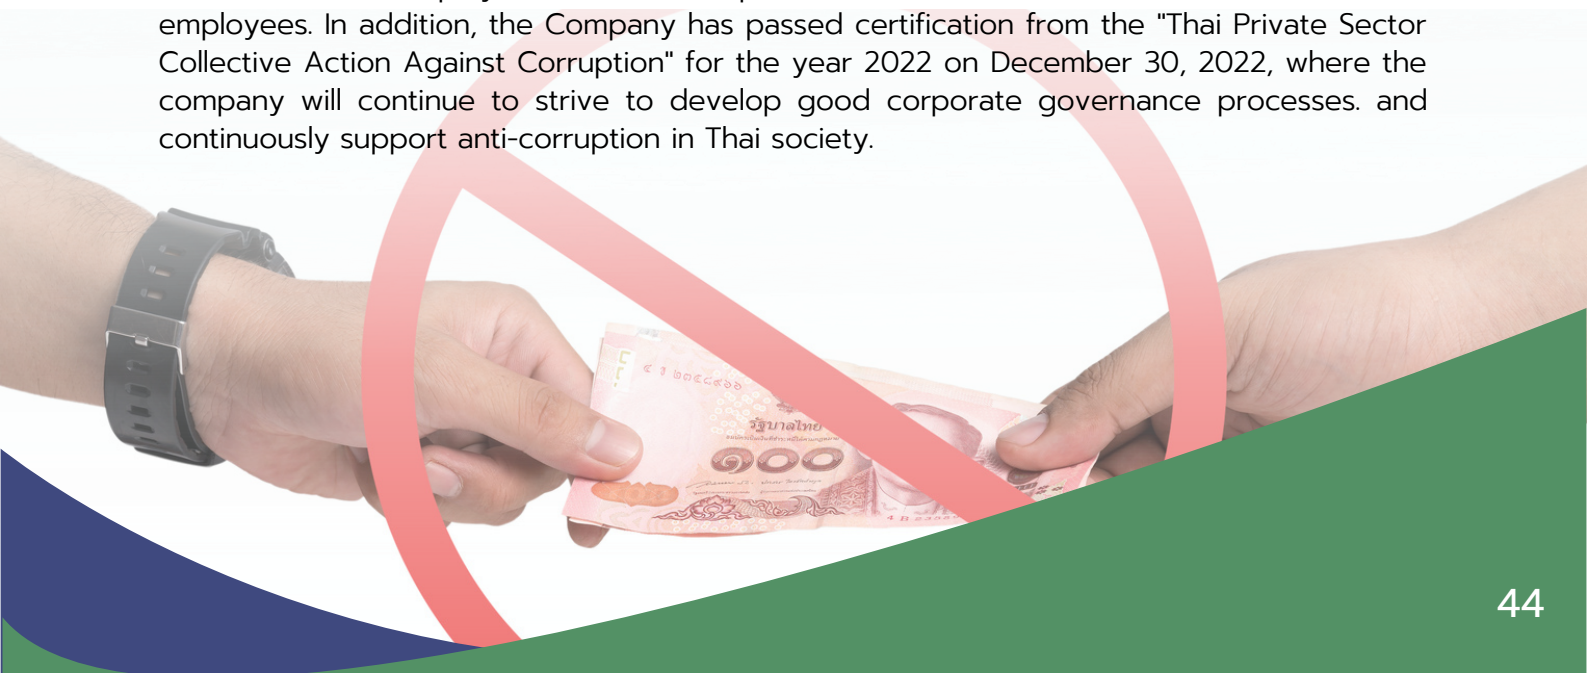 employees. In addition, the Company has passed certification from the "Thai Private Sector
Collective Action Against Corruption" for the year 2022 on December 30, 2022, where the
company will continue to strive to develop good corporate governance processes. and
continuously support anti-corruption in Thai society.
รัฐบาลไทย
๑๐๐
44